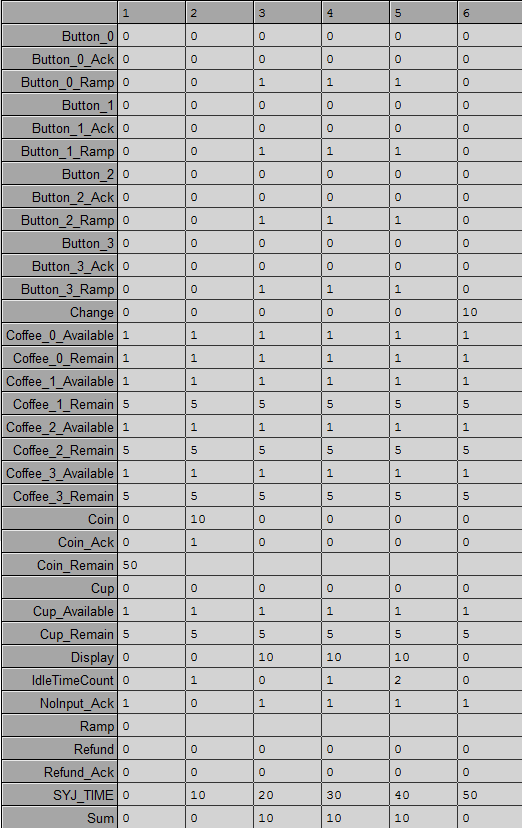 1 2 3 4 5 6
Button_0 0 0 0 0 0 0
Button_0_Ack 0 0 0 0 0 0
Button_0_Ramp 0 0 1 1 1 0
Button_1 0 0 0 0 0 0
Button_1_Ack 0 0 0 0 0 0
Button_1_Ramp 0 0 1 1 1 0
Button_2 0 0 0 0 0 0
Button_2_Ack 0 0 0 0 0 0
Button_2_Ramp 0 0 1 1 1 0
Button_3 0 0 0 0 0 0
Button_3_Ack 0 0 0 0 0 0
Button_3_Ramp 0 0 1 1 1 0
Change 0 0 0 0 0 10
Coffee_0_Available 1 1 1 1 1 1
Coffee_0_Remain 1 1 1 1 1 1
Coffee_1_Available 1 1 1 1 1 1
Coffee_1_Remain 5 5 5 5 5 5
Coffee_2_Available 1 1 1 1 1 1
Coffee_2_Remain 5 5 5 5 5 5
Coffee_3_Available 1 1 1 1 1 1
Coffee_3_Remain 5 5 5 5 5 5
Coin 0 10 0 0 0 0
Coin_Ack 0 1 0 0 0 0
Coin_Remain 50
Cup 0 0 0 0 0 0
Cup_Available 1 1 1 1 1 1
Cup_Remain 5 5 5 5 5 5
Display 0 0 10 10 10 0
IdleTimeCount 0 1 0 1 2 0
NoInput_Ack 1 0 1 1 1 1
Ramp 0
Refund 0 0 0 0 0 0
Refund_Ack 0 0 0 0 0 0
SYJ_TIME 0 10 20 30 40 50
Sum 0 0 10 10 10 0